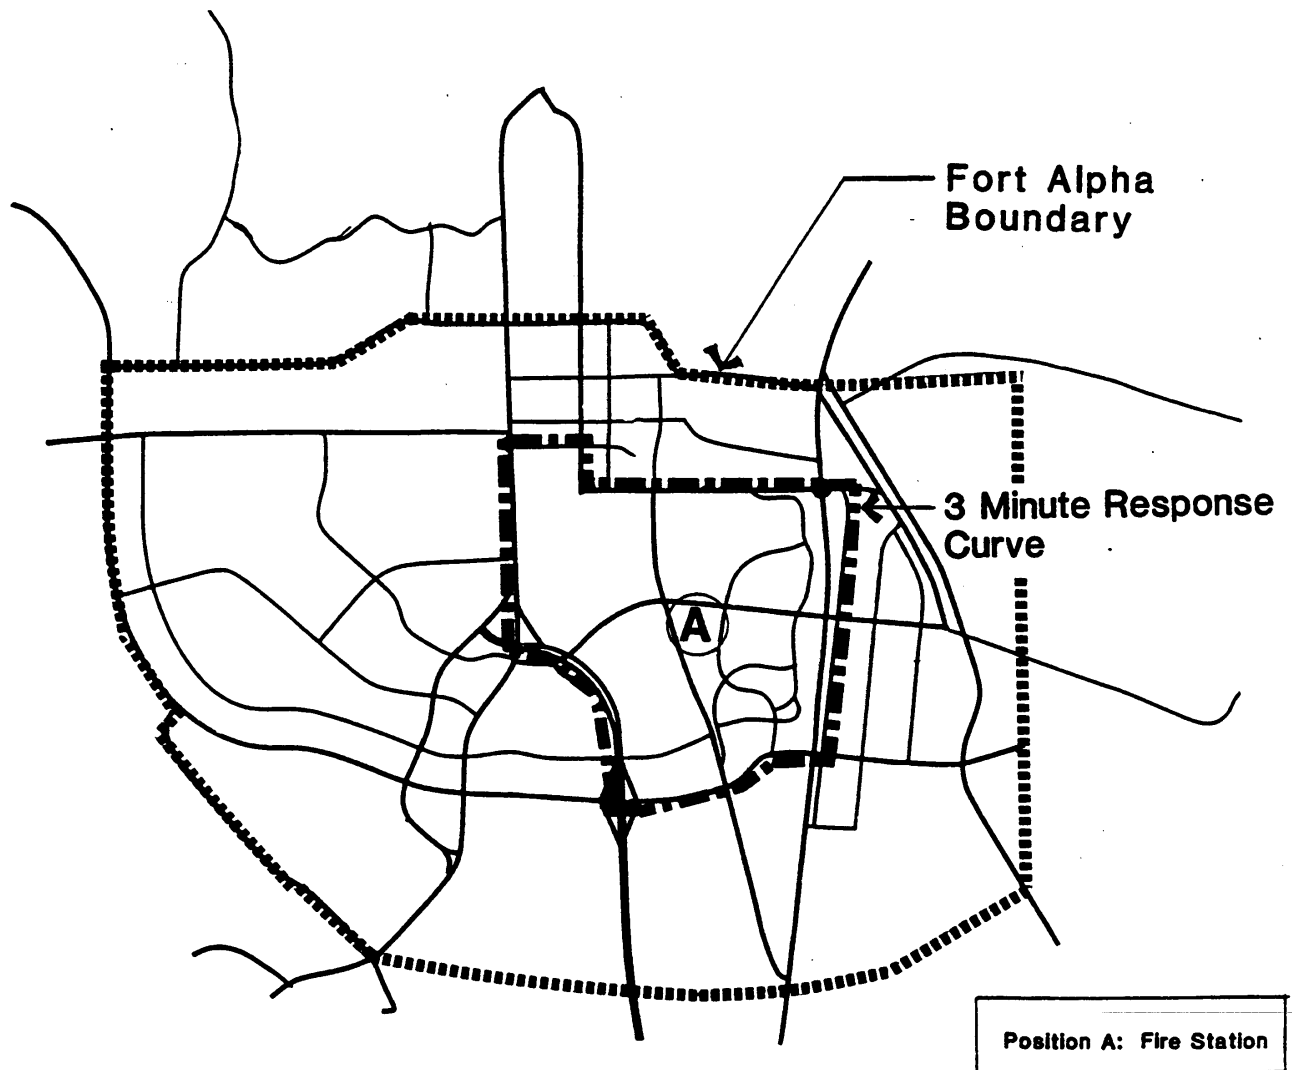 Fort Alpha
Boundary
3 Minute Response
Curve
A
Position A: Fire Station